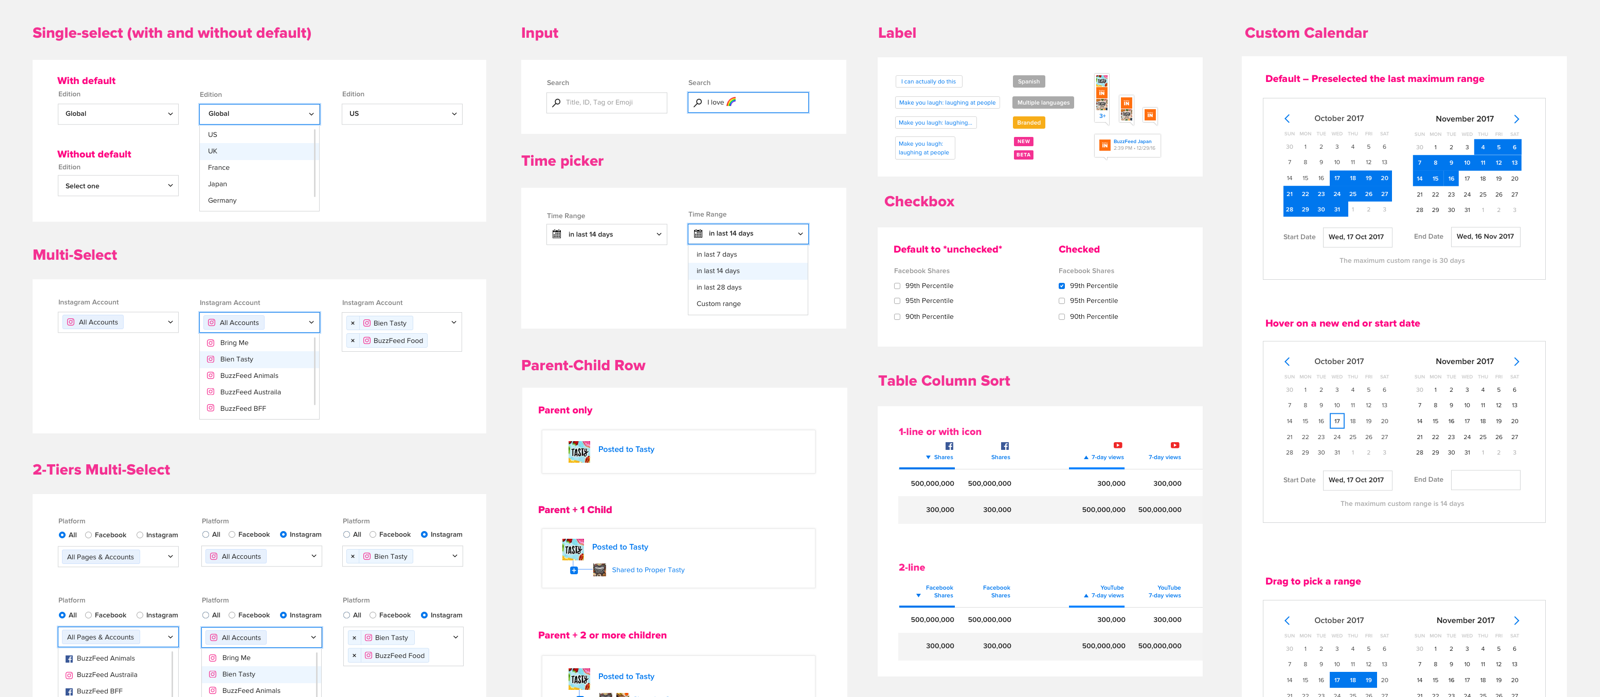 Single-select (with and without default)
With default
Edition
Global
Edition
Global
US
UK
France
Japan
Germany
Edition
US
Without default
Edition
Select one
Multi-Select
Instagram Account
All Accounts
Instagram Account
All Accounts
Bring Me
Bien Tasty
BuzzFeed Animals
BuzzFeed Austraila
BuzzFeed BFF
Instagram Account
× Bien Tasty
× BuzzFeed Food
2-Tiers Multi-Select
Platform
All Facebook Instagram
All Pages & Accounts
Platform
All Facebook Instagram
All Accounts
Platform
All Facebook Instagram
× Bien Tasty
Platform
All Facebook Instagram
All Pages & Accounts
BuzzFeed Animals
BuzzFeed Austraila
BuzzFeed BFF
Platform
All Facebook Instagram
All Accounts
Bring Me
Bien Tasty
BuzzFeed Animals
Platform
All Facebook Instagram
× Bien Tasty
× BuzzFeed Food
Input
Search
Title, ID, Tag or Emoji
Search
I love 🌈
Time picker
Time Range
in last 14 days
Time Range
in last 14 days
in last 7 days
in last 14 days
in last 28 days
Custom range
Parent-Child Row
Parent only
TASTY
Posted to Tasty
Parent + 1 Child
TASTY
Posted to Tasty
Shared to Proper Tasty
Parent + 2 or more children
TASTY
Posted to Tasty
Label
I can actually do this
Make you laugh: laughing at people
Make you laugh: laughing...
Make you laugh:
laughing at people
Spanish
Multiple languages
Branded
NEW
BETA
3+
BuzzFeed Japan
2:39 PM • 12/29/16
Checkbox
Default to *unchecked*
Facebook Shares
99th Percentile
95th Percentile
90th Percentile
Checked
Facebook Shares
99th Percentile
95th Percentile
90th Percentile
Table Column Sort
1-line or with icon
▼ Shares Shares ▲ 7-day views 7-day views
500,000,000 500,000,000 300,000 300,000
300,000 300,000 500,000,000 500,000,000
2-line
Facebook Facebook YouTube YouTube
▼ Shares Shares ▲ 7-day views 7-day views
500,000,000 500,000,000 300,000 300,000
300,000 300,000 500,000,000 500,000,000
Custom Calendar
Default – Preselected the last maximum range
October 2017
SUN MON TUE WED THU FRI SAT
30 1 2 3 4 5 6
7 8 9 10 11 12 13
14 15 16 17 18 19 20
21 22 23 24 25 26 27
28 29 30 31 1 2 3
November 2017
SUN MON TUE WED THU FRI SAT
30 1 2 3 4 5 6
7 8 9 10 11 12 13
14 15 16 17 18 19 20
21 22 23 24 25 26 27
28 29 30 31 1 2 3
Start Date Wed, 17 Oct 2017 End Date Wed, 16 Nov 2017
The maximum custom range is 30 days
Hover on a new end or start date
October 2017
SUN MON TUE WED THU FRI SAT
30 1 2 3 4 5 6
7 8 9 10 11 12 13
14 15 16 17 18 19 20
21 22 23 24 25 26 27
28 29 30 31 1 2 3
November 2017
SUN MON TUE WED THU FRI SAT
30 1 2 3 4 5 6
7 8 9 10 11 12 13
14 15 16 17 18 19 20
21 22 23 24 25 26 27
28 29 30 31 1 2 3
Start Date Wed, 17 Oct 2017 End Date
The maximum custom range is 14 days
Drag to pick a range
October 2017
SUN MON TUE WED THU FRI SAT
30 1 2 3 4 5 6
7 8 9 10 11 12 13
14 15 16 17 18 19 20
21 22 23 24 25 26 27
November 2017
SUN MON TUE WED THU FRI SAT
30 1 2 3 4 5 6
7 8 9 10 11 12 13
14 15 16 17 18 19 20
21 22 23 24 25 26 27